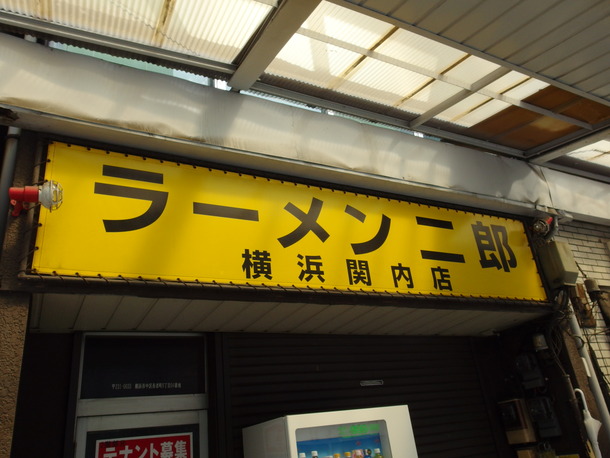 ラーメン二郎
横浜関内店
テナント募集